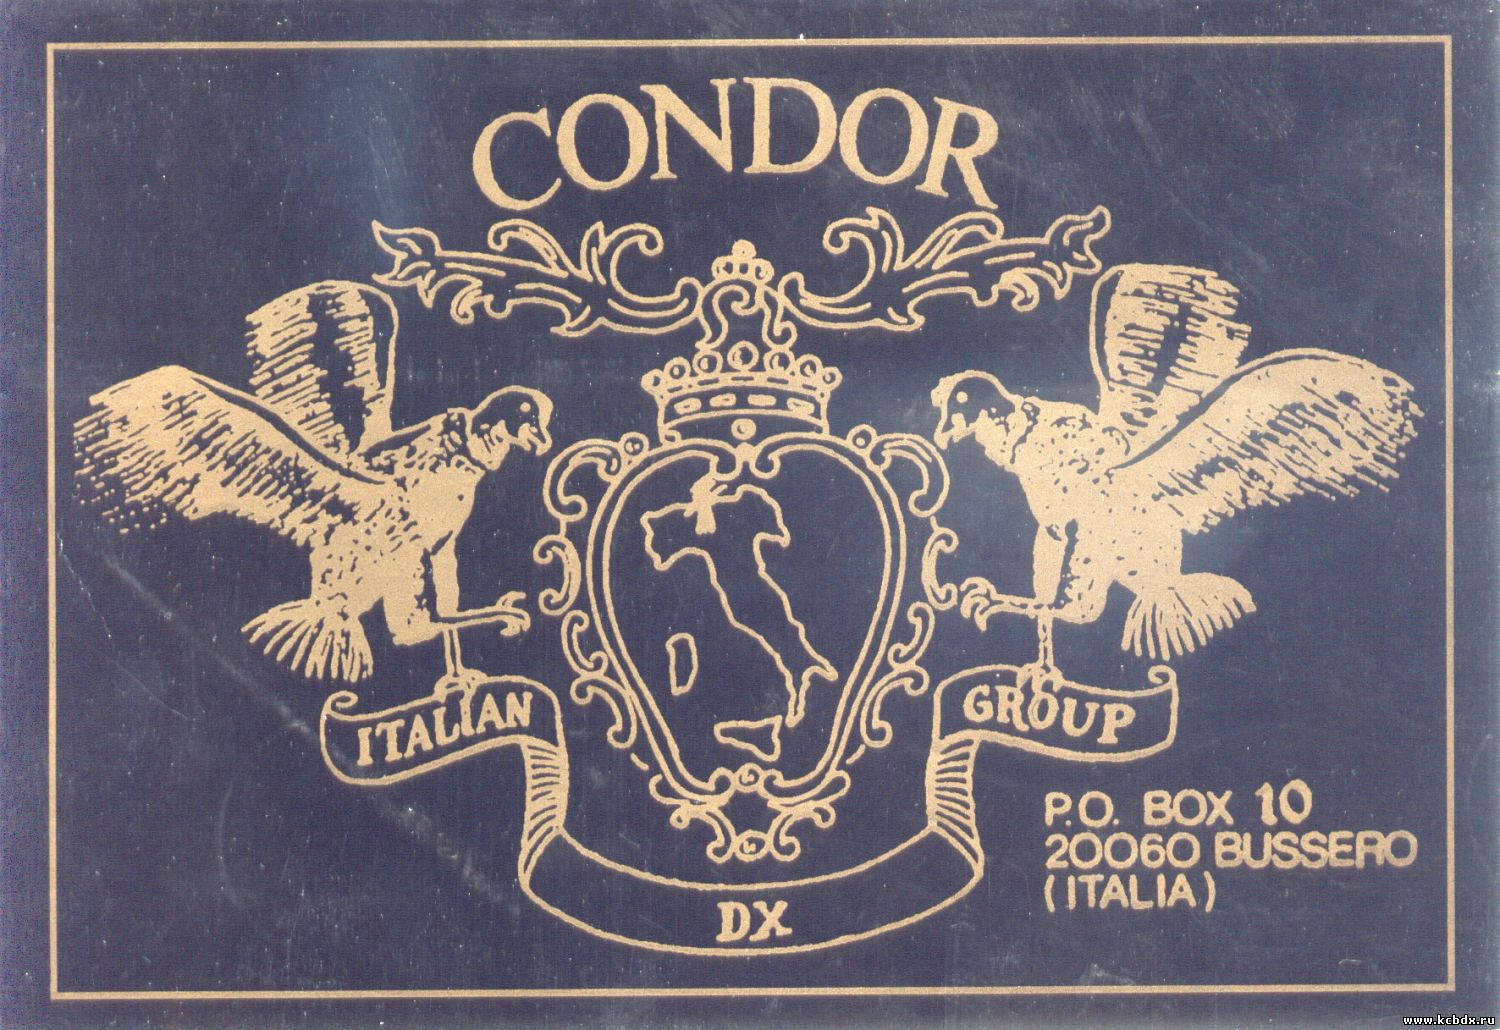 CONDOR
ITALIAN
GROUP
DX
P.O. BOX 10
20060 BUSSERO
(ITALIA)
www.kcbdx.ru